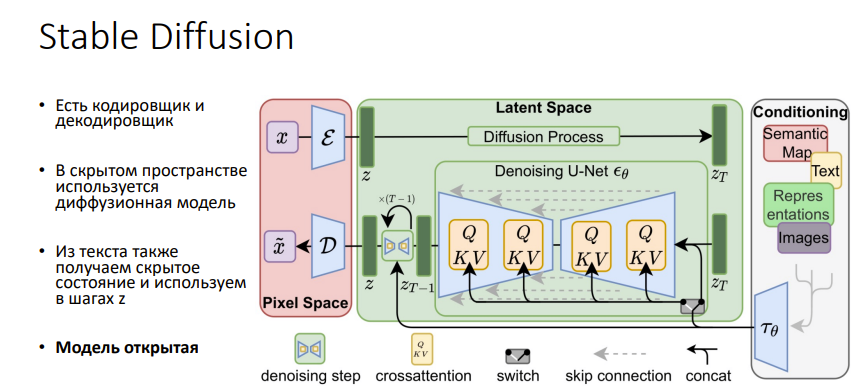 Stable Diffusion
• Есть кодировщик и
декодировщик
• В скрытом пространстве
используется
диффузионная модель
• Из текста также
получаем скрытое
состояние и используем
в шагах z
• Модель открытая
x
ℰ
z
Latent Space
Diffusion Process
z_T
Denoising U-Net ϵ_θ
×(T−1)
x̃
D
z
z_{T−1}
Q
KV
Q
KV
Q
KV
Q
KV
z_T
Pixel Space
Conditioning
Semantic
Map
Text
Repres
entations
Images
τ_θ
Q
KV
denoising step
crossattention
switch
skip connection
concat